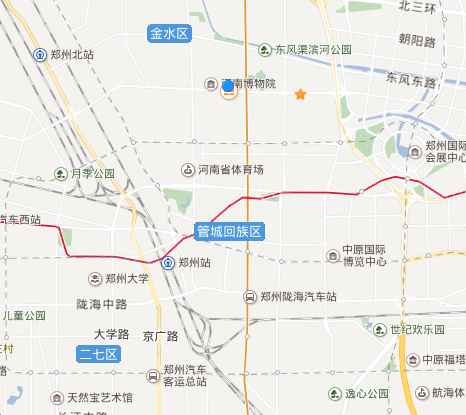 北三环
金水区
朝阳路
东风渠滨河公园
郑州北站
东风东路
河南博物院
郑州国际
会展中心
河南省体育场
月季公园
汽车西站
管城回族区
中原国际
博览中心
郑州站
郑州大学
郑州陇海汽车站
陇海中路
儿童公园
大学路
京广路
世纪欢乐园
二七区
中原福塔
郑州汽车
客运总站
天然宝艺术馆
逸心公园
航海体